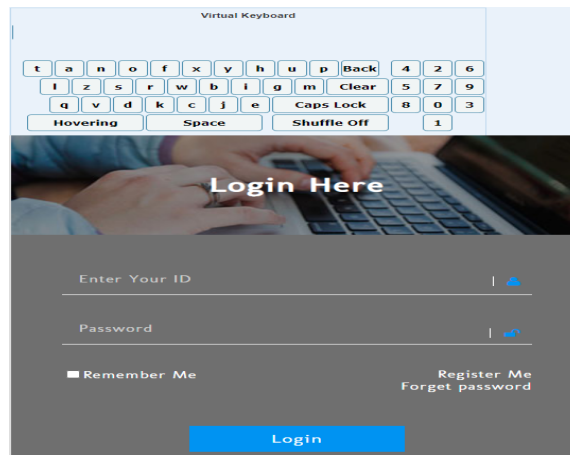 Virtual Keyboard
t a n o f x y h u p Back 4 2 6
l z s r w b i g m Clear 5 7 9
q v d k c j e Caps Lock 8 0 3
Hovering Space Shuffle Off 1
Login Here
Enter Your ID
Password
Remember Me Register Me
Forget password
Login